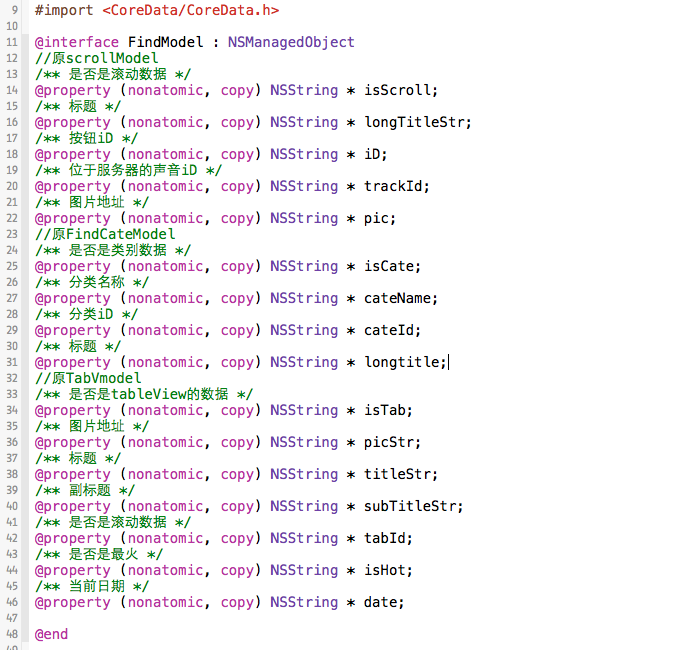 9 #import <CoreData/CoreData.h>
10
11 @interface FindModel : NSManagedObject
12 //原scrollModel
13 /** 是否是滚动数据 */
14 @property (nonatomic, copy) NSString * isScroll;
15 /** 标题 */
16 @property (nonatomic, copy) NSString * longTitleStr;
17 /** 按钮iD */
18 @property (nonatomic, copy) NSString * iD;
19 /** 位于服务器的声音iD */
20 @property (nonatomic, copy) NSString * trackId;
21 /** 图片地址 */
22 @property (nonatomic, copy) NSString * pic;
23 //原FindCateModel
24 /** 是否是类别数据 */
25 @property (nonatomic, copy) NSString * isCate;
26 /** 分类名称 */
27 @property (nonatomic, copy) NSString * cateName;
28 /** 分类iD */
29 @property (nonatomic, copy) NSString * cateId;
30 /** 标题 */
31 @property (nonatomic, copy) NSString * longtitle;
32 //原TabVmodel
33 /** 是否是tableView的数据 */
34 @property (nonatomic, copy) NSString * isTab;
35 /** 图片地址 */
36 @property (nonatomic, copy) NSString * picStr;
37 /** 标题 */
38 @property (nonatomic, copy) NSString * titleStr;
39 /** 副标题 */
40 @property (nonatomic, copy) NSString * subTitleStr;
41 /** 是否是滚动数据 */
42 @property (nonatomic, copy) NSString * tabId;
43 /** 是否是最火 */
44 @property (nonatomic, copy) NSString * isHot;
45 /** 当前日期 */
46 @property (nonatomic, copy) NSString * date;
47
48 @end